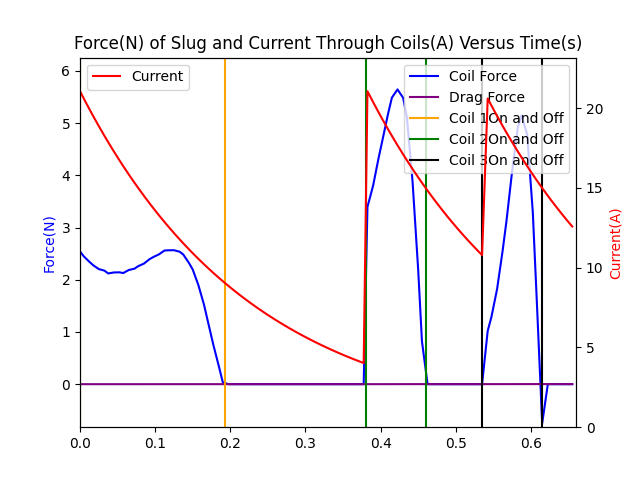 Force(N) of Slug and Current Through Coils(A) Versus Time(s)
Current
Coil Force
Drag Force
Coil 1On and Off
Coil 2On and Off
Coil 3On and Off
Force(N)
6
5
4
3
2
1
0
Current(A)
20
15
10
5
0
0.0 0.1 0.2 0.3 0.4 0.5 0.6